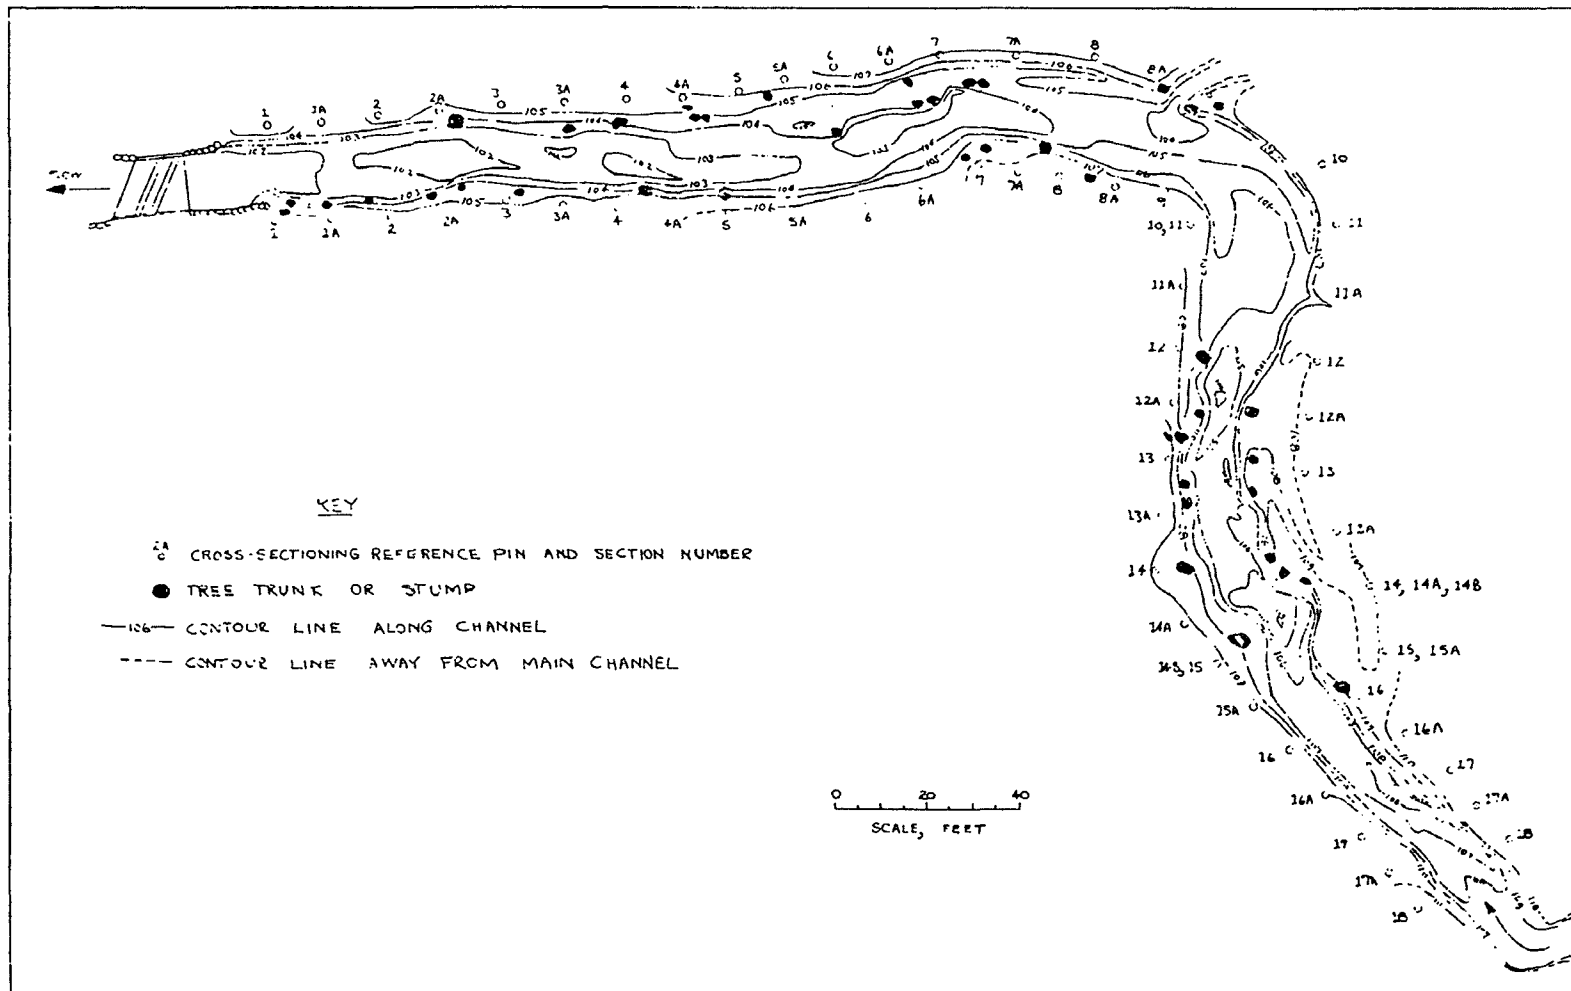 1
1A
2
2A
3
3A
4
4A
5
5A
6
6A
7
7A
8
8A
107
106
105
104
103
102
FLOW
1
1A
2
2A
3
3A
4
4A
5
5A
6
6A
7
7A
8
8A
9
10
10, 11
11
11A
11A
12
12
12A
12A
13
13
13A
13A
14
14, 14A, 14B
14A
15, 15A
14B, 15
16
15A
16A
16
17
16A
17A
17
18
17A
18
KEY
2A CROSS-SECTIONING REFERENCE PIN AND SECTION NUMBER
TREE TRUNK OR STUMP
106 CONTOUR LINE ALONG CHANNEL
CONTOUR LINE AWAY FROM MAIN CHANNEL
0 20 40
SCALE, FEET